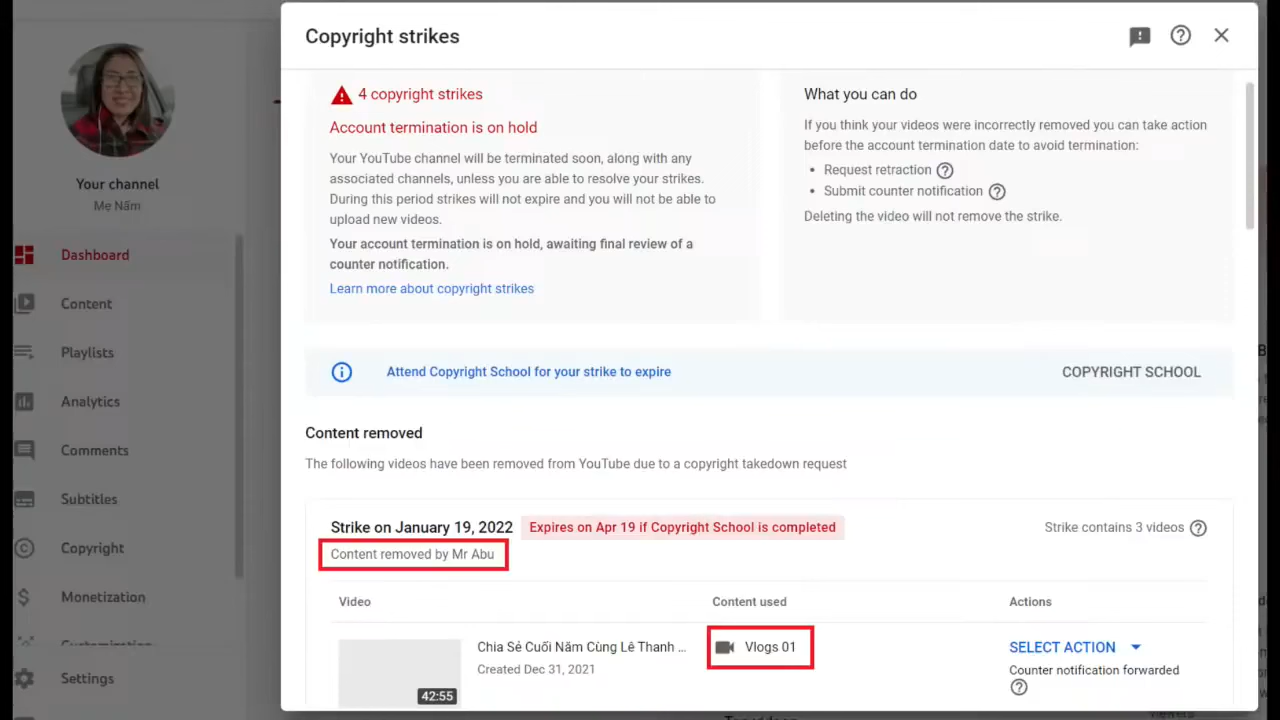 Copyright strikes
4 copyright strikes
Account termination is on hold
Your YouTube channel will be terminated soon, along with any
associated channels, unless you are able to resolve your strikes.
During this period strikes will not expire and you will not be able to
upload new videos.
Your account termination is on hold, awaiting final review of a
counter notification.
Learn more about copyright strikes
What you can do
If you think your videos were incorrectly removed you can take action
before the account termination date to avoid termination:
• Request retraction
• Submit counter notification
Deleting the video will not remove the strike.
Your channel
Mẹ Nấm
Dashboard
Content
Playlists
Analytics
Comments
Subtitles
Copyright
Monetization
Settings
Attend Copyright School for your strike to expire
COPYRIGHT SCHOOL
Content removed
The following videos have been removed from YouTube due to a copyright takedown request
Strike on January 19, 2022
Expires on Apr 19 if Copyright School is completed
Strike contains 3 videos
Content removed by Mr Abu
Video
Content used
Actions
Chia Sẻ Cuối Năm Cùng Lê Thanh ...
Created Dec 31, 2021
42:55
Vlogs 01
SELECT ACTION
Counter notification forwarded